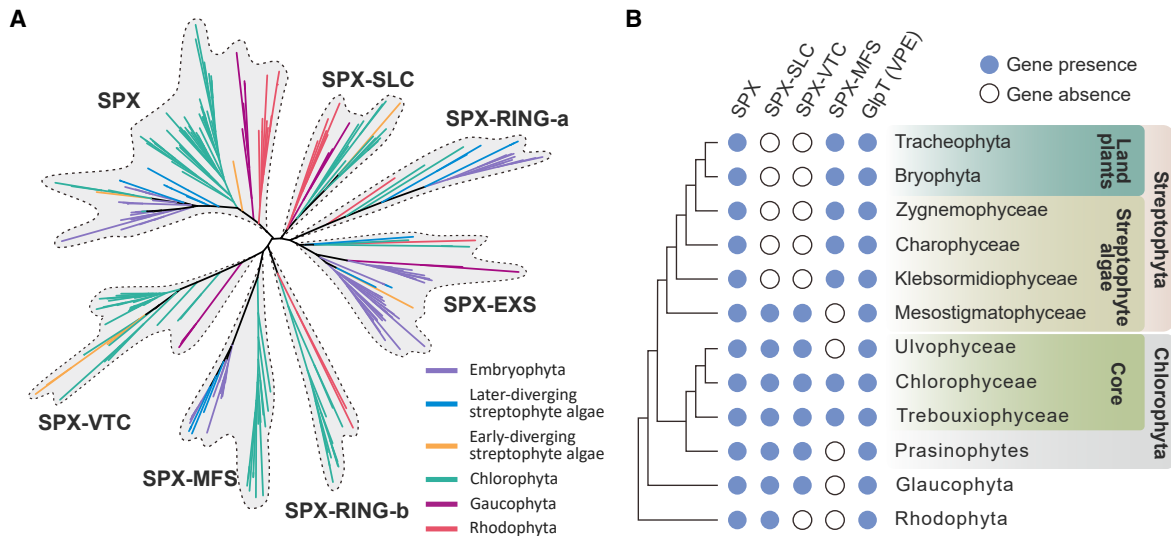 A
SPX
SPX-SLC
SPX-RING-a
SPX-EXS
SPX-VTC
SPX-MFS
SPX-RING-b
Embryophyta
Later-diverging
streptophyte algae
Early-diverging
streptophyte algae
Chlorophyta
Gaucophyta
Rhodophyta
B
SPX
SPX-SLC
SPX-VTC
SPX-MFS
GlpT (VPE)
Gene presence
Gene absence
Tracheophyta
Bryophyta
Zygnemophyceae
Charophyceae
Klebsormidiophyceae
Mesostigmatophyceae
Ulvophyceae
Chlorophyceae
Trebouxiophyceae
Prasinophytes
Glaucophyta
Rhodophyta
Land
plants
Streptophyte
algae
Core
Streptophyta
Chlorophyta